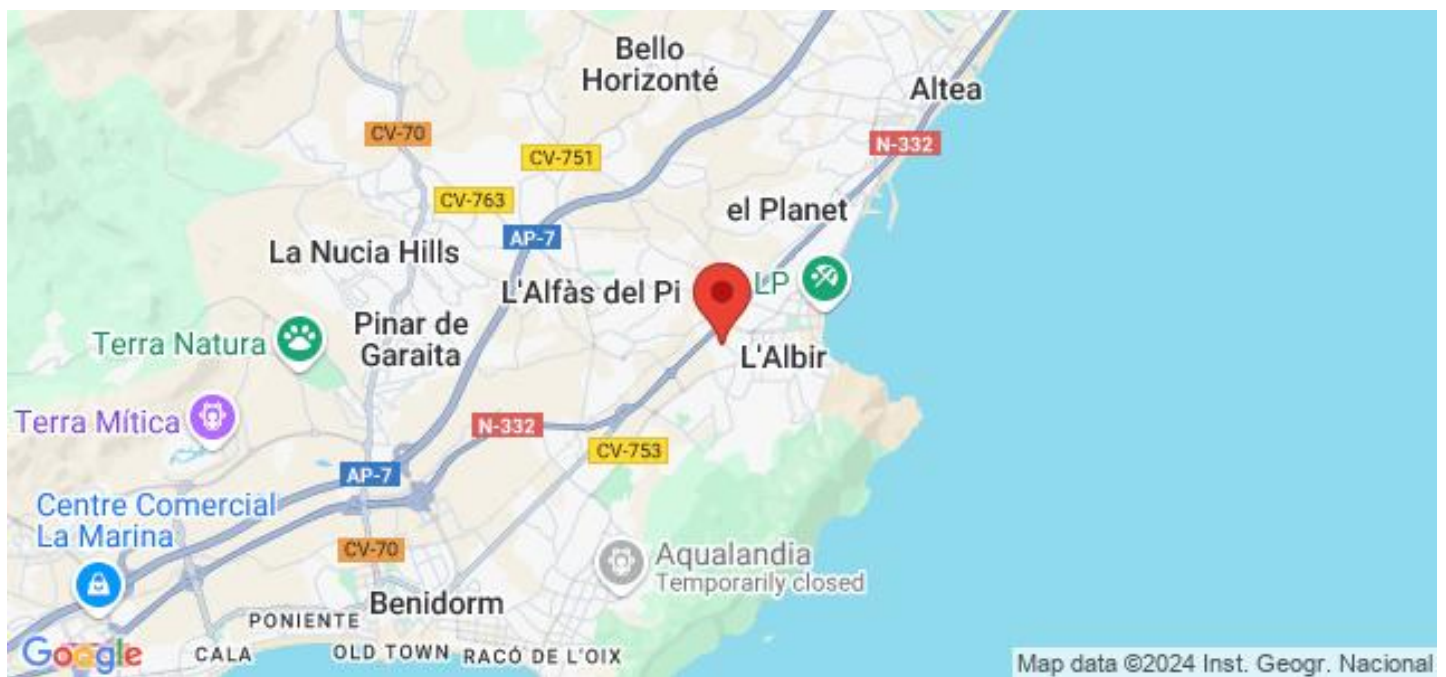 Bello
Horizonté
Altea
CV-70
N-332
CV-751
CV-763
el Planet
AP-7
La Nucia Hills
L'Alfàs del Pi
LP
Terra Natura
Pinar de
Garaita
L'Albir
Terra Mítica
N-332
CV-753
AP-7
Centre Comercial
La Marina
CV-70
Aqualandia
Temporarily closed
Benidorm
PONIENTE
Google
CALA
OLD TOWN
RACÓ DE L'OIX
Map data ©2024 Inst. Geogr. Nacional